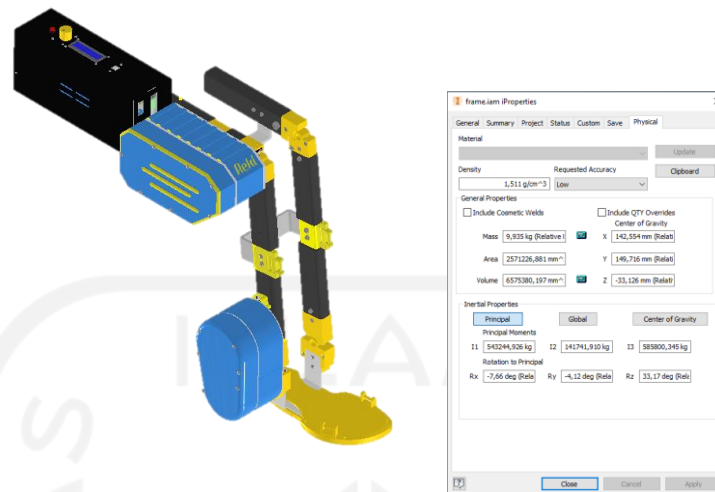 field
frame.iam iProperties
General Summary Project Status Custom Save Physical
Material
Update
Density
Requested Accuracy
Clipboard
1,511 g/cm^3
Low
General Properties
Include Cosmetic Welds
Include QTY Overrides
Center of Gravity
Mass 9,935 kg (Relative I X 142,554 mm (Relati
Area 2571226,881 mm^ Y 149,716 mm (Relati
Volume 6575380,197 mm^ Z -33,126 mm (Relati
Inertial Properties
Principal Global Center of Gravity
Principal Moments
I1 543244,926 kg I2 141741,910 kg I3 585800,345 kg
Rotation to Principal
Rx -7,66 deg (Rela Ry -4,12 deg (Rela Rz 33,17 deg (Rela
Close Cancel Apply